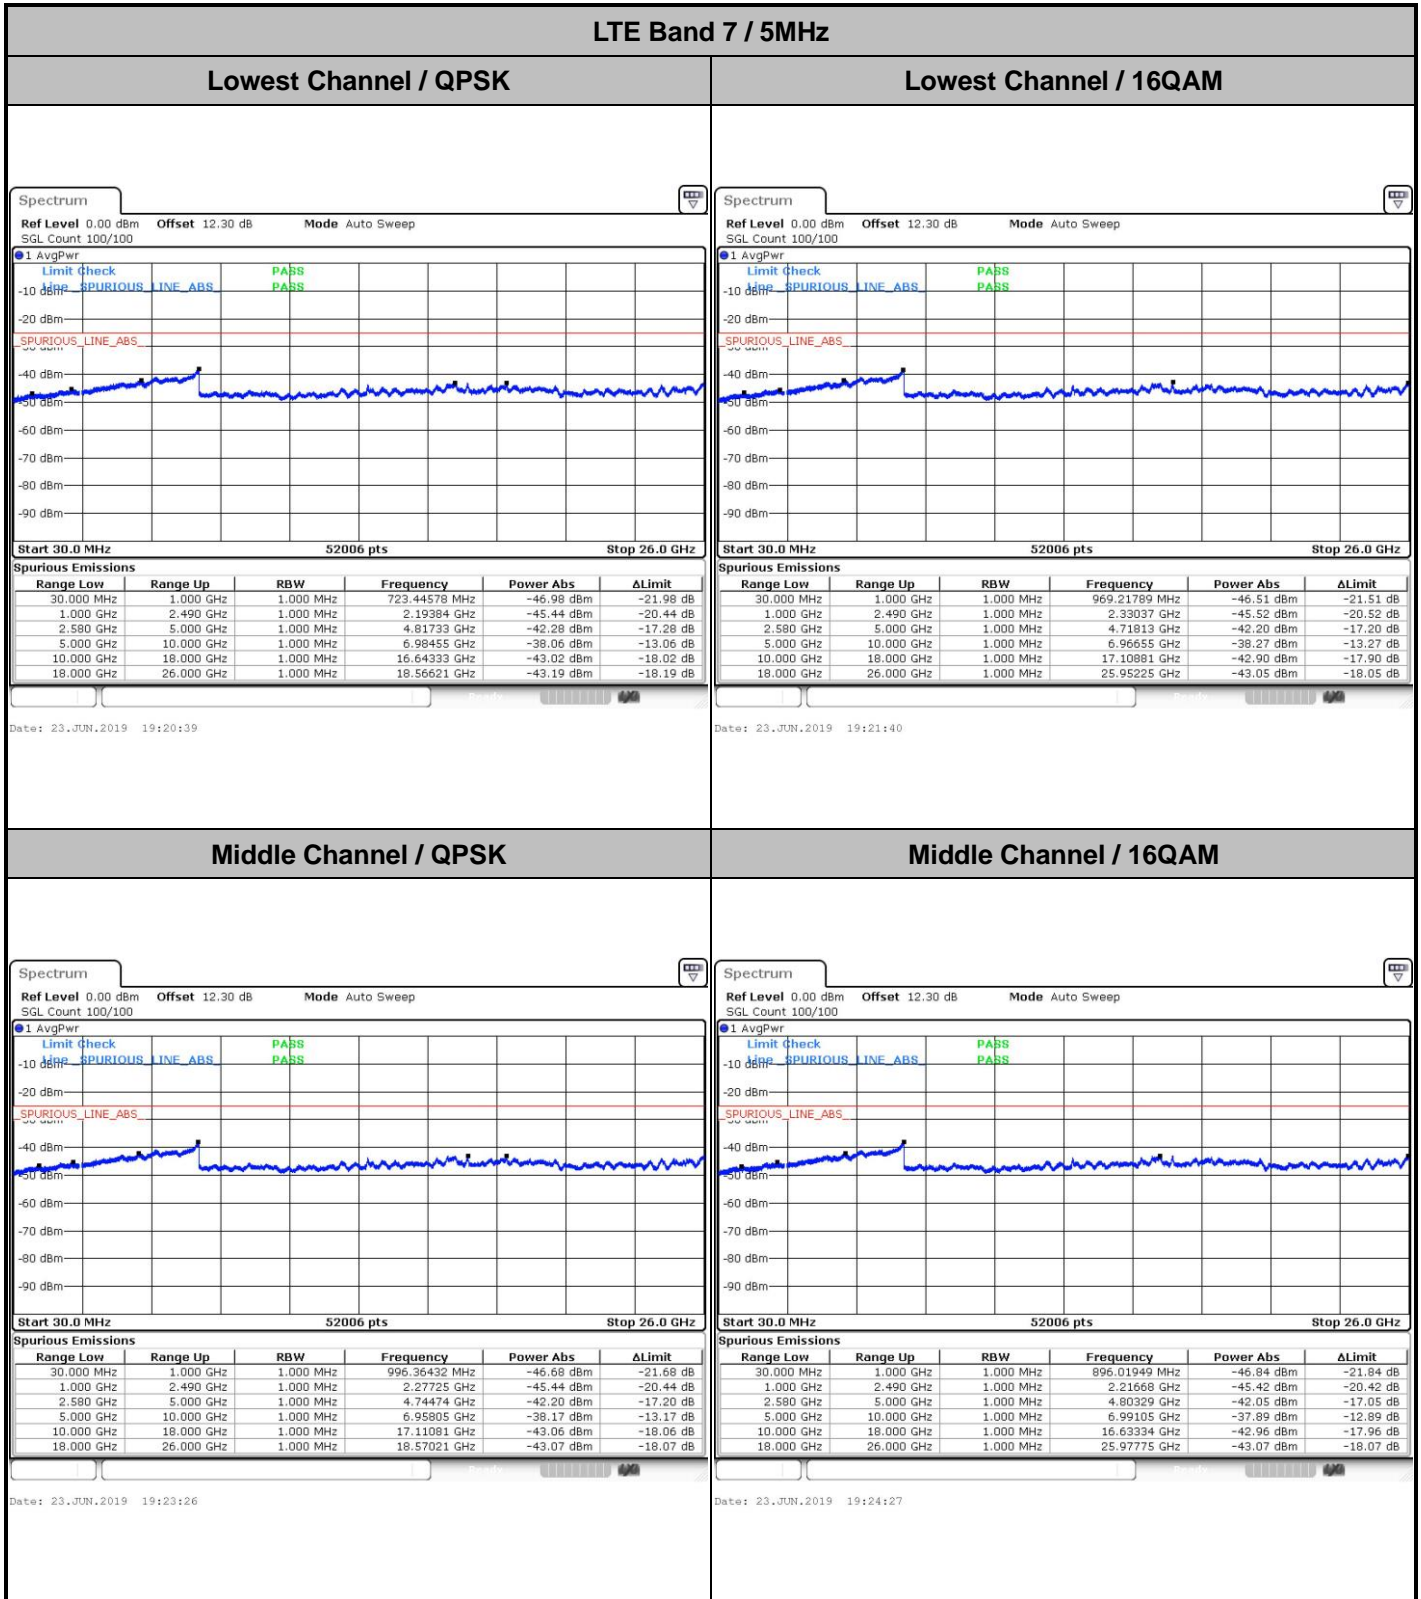 LTE Band 7 / 5MHz
Lowest Channel / QPSK
Lowest Channel / 16QAM
Spectrum
Ref Level 0.00 dBm Offset 12.30 dB Mode Auto Sweep
SGL Count 100/100
1 AvgPwr
Limit Check PASS
Line _SPURIOUS_LINE_ABS_ PASS
-10 dBm
-20 dBm
_SPURIOUS_LINE_ABS_
-30 dBm
-40 dBm
-50 dBm
-60 dBm
-70 dBm
-80 dBm
-90 dBm
Start 30.0 MHz 52006 pts Stop 26.0 GHz
Spurious Emissions
Range Low Range Up RBW Frequency Power Abs ΔLimit
30.000 MHz 1.000 GHz 1.000 MHz 723.44578 MHz -46.98 dBm -21.98 dB
1.000 GHz 2.490 GHz 1.000 MHz 2.19384 GHz -45.44 dBm -20.44 dB
2.580 GHz 5.000 GHz 1.000 MHz 4.81733 GHz -42.28 dBm -17.28 dB
5.000 GHz 10.000 GHz 1.000 MHz 6.98455 GHz -38.06 dBm -13.06 dB
10.000 GHz 18.000 GHz 1.000 MHz 16.64333 GHz -43.02 dBm -18.02 dB
18.000 GHz 26.000 GHz 1.000 MHz 18.56621 GHz -43.19 dBm -18.19 dB
Date: 23.JUN.2019 19:20:39
Spectrum
Ref Level 0.00 dBm Offset 12.30 dB Mode Auto Sweep
SGL Count 100/100
1 AvgPwr
Limit Check PASS
Line _SPURIOUS_LINE_ABS_ PASS
-10 dBm
-20 dBm
_SPURIOUS_LINE_ABS_
-30 dBm
-40 dBm
-50 dBm
-60 dBm
-70 dBm
-80 dBm
-90 dBm
Start 30.0 MHz 52006 pts Stop 26.0 GHz
Spurious Emissions
Range Low Range Up RBW Frequency Power Abs ΔLimit
30.000 MHz 1.000 GHz 1.000 MHz 969.21789 MHz -46.51 dBm -21.51 dB
1.000 GHz 2.490 GHz 1.000 MHz 2.33037 GHz -45.52 dBm -20.52 dB
2.580 GHz 5.000 GHz 1.000 MHz 4.71813 GHz -42.20 dBm -17.20 dB
5.000 GHz 10.000 GHz 1.000 MHz 6.96655 GHz -38.27 dBm -13.27 dB
10.000 GHz 18.000 GHz 1.000 MHz 17.10881 GHz -42.90 dBm -17.90 dB
18.000 GHz 26.000 GHz 1.000 MHz 25.95225 GHz -43.05 dBm -18.05 dB
Date: 23.JUN.2019 19:21:40
Middle Channel / QPSK
Middle Channel / 16QAM
Spectrum
Ref Level 0.00 dBm Offset 12.30 dB Mode Auto Sweep
SGL Count 100/100
1 AvgPwr
Limit Check PASS
Line _SPURIOUS_LINE_ABS_ PASS
-10 dBm
-20 dBm
_SPURIOUS_LINE_ABS_
-30 dBm
-40 dBm
-50 dBm
-60 dBm
-70 dBm
-80 dBm
-90 dBm
Start 30.0 MHz 52006 pts Stop 26.0 GHz
Spurious Emissions
Range Low Range Up RBW Frequency Power Abs ΔLimit
30.000 MHz 1.000 GHz 1.000 MHz 996.36432 MHz -46.68 dBm -21.68 dB
1.000 GHz 2.490 GHz 1.000 MHz 2.27725 GHz -45.44 dBm -20.44 dB
2.580 GHz 5.000 GHz 1.000 MHz 4.74474 GHz -42.20 dBm -17.20 dB
5.000 GHz 10.000 GHz 1.000 MHz 6.95805 GHz -38.17 dBm -13.17 dB
10.000 GHz 18.000 GHz 1.000 MHz 17.11081 GHz -43.06 dBm -18.06 dB
18.000 GHz 26.000 GHz 1.000 MHz 18.57021 GHz -43.07 dBm -18.07 dB
Date: 23.JUN.2019 19:23:26
Spectrum
Ref Level 0.00 dBm Offset 12.30 dB Mode Auto Sweep
SGL Count 100/100
1 AvgPwr
Limit Check PASS
Line _SPURIOUS_LINE_ABS_ PASS
-10 dBm
-20 dBm
_SPURIOUS_LINE_ABS_
-30 dBm
-40 dBm
-50 dBm
-60 dBm
-70 dBm
-80 dBm
-90 dBm
Start 30.0 MHz 52006 pts Stop 26.0 GHz
Spurious Emissions
Range Low Range Up RBW Frequency Power Abs ΔLimit
30.000 MHz 1.000 GHz 1.000 MHz 896.01949 MHz -46.84 dBm -21.84 dB
1.000 GHz 2.490 GHz 1.000 MHz 2.21668 GHz -45.42 dBm -20.42 dB
2.580 GHz 5.000 GHz 1.000 MHz 4.80329 GHz -42.05 dBm -17.05 dB
5.000 GHz 10.000 GHz 1.000 MHz 6.99105 GHz -37.89 dBm -12.89 dB
10.000 GHz 18.000 GHz 1.000 MHz 16.63334 GHz -42.96 dBm -17.96 dB
18.000 GHz 26.000 GHz 1.000 MHz 25.97775 GHz -43.07 dBm -18.07 dB
Date: 23.JUN.2019 19:24:27